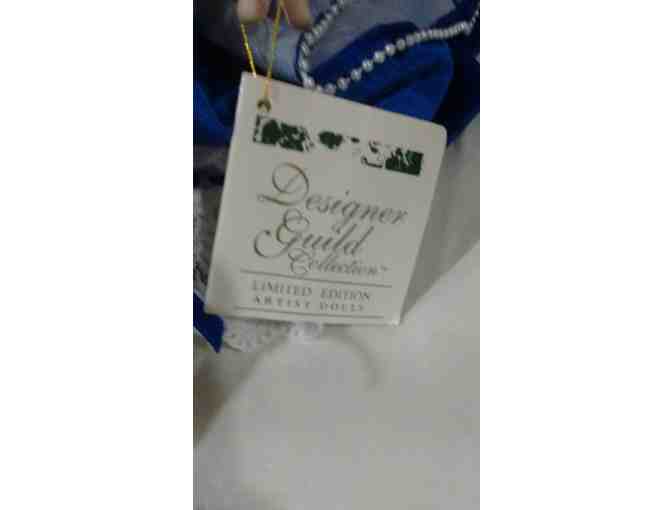 Designer
Guild
Collection™
LIMITED EDITION
ARTIST DOLLS